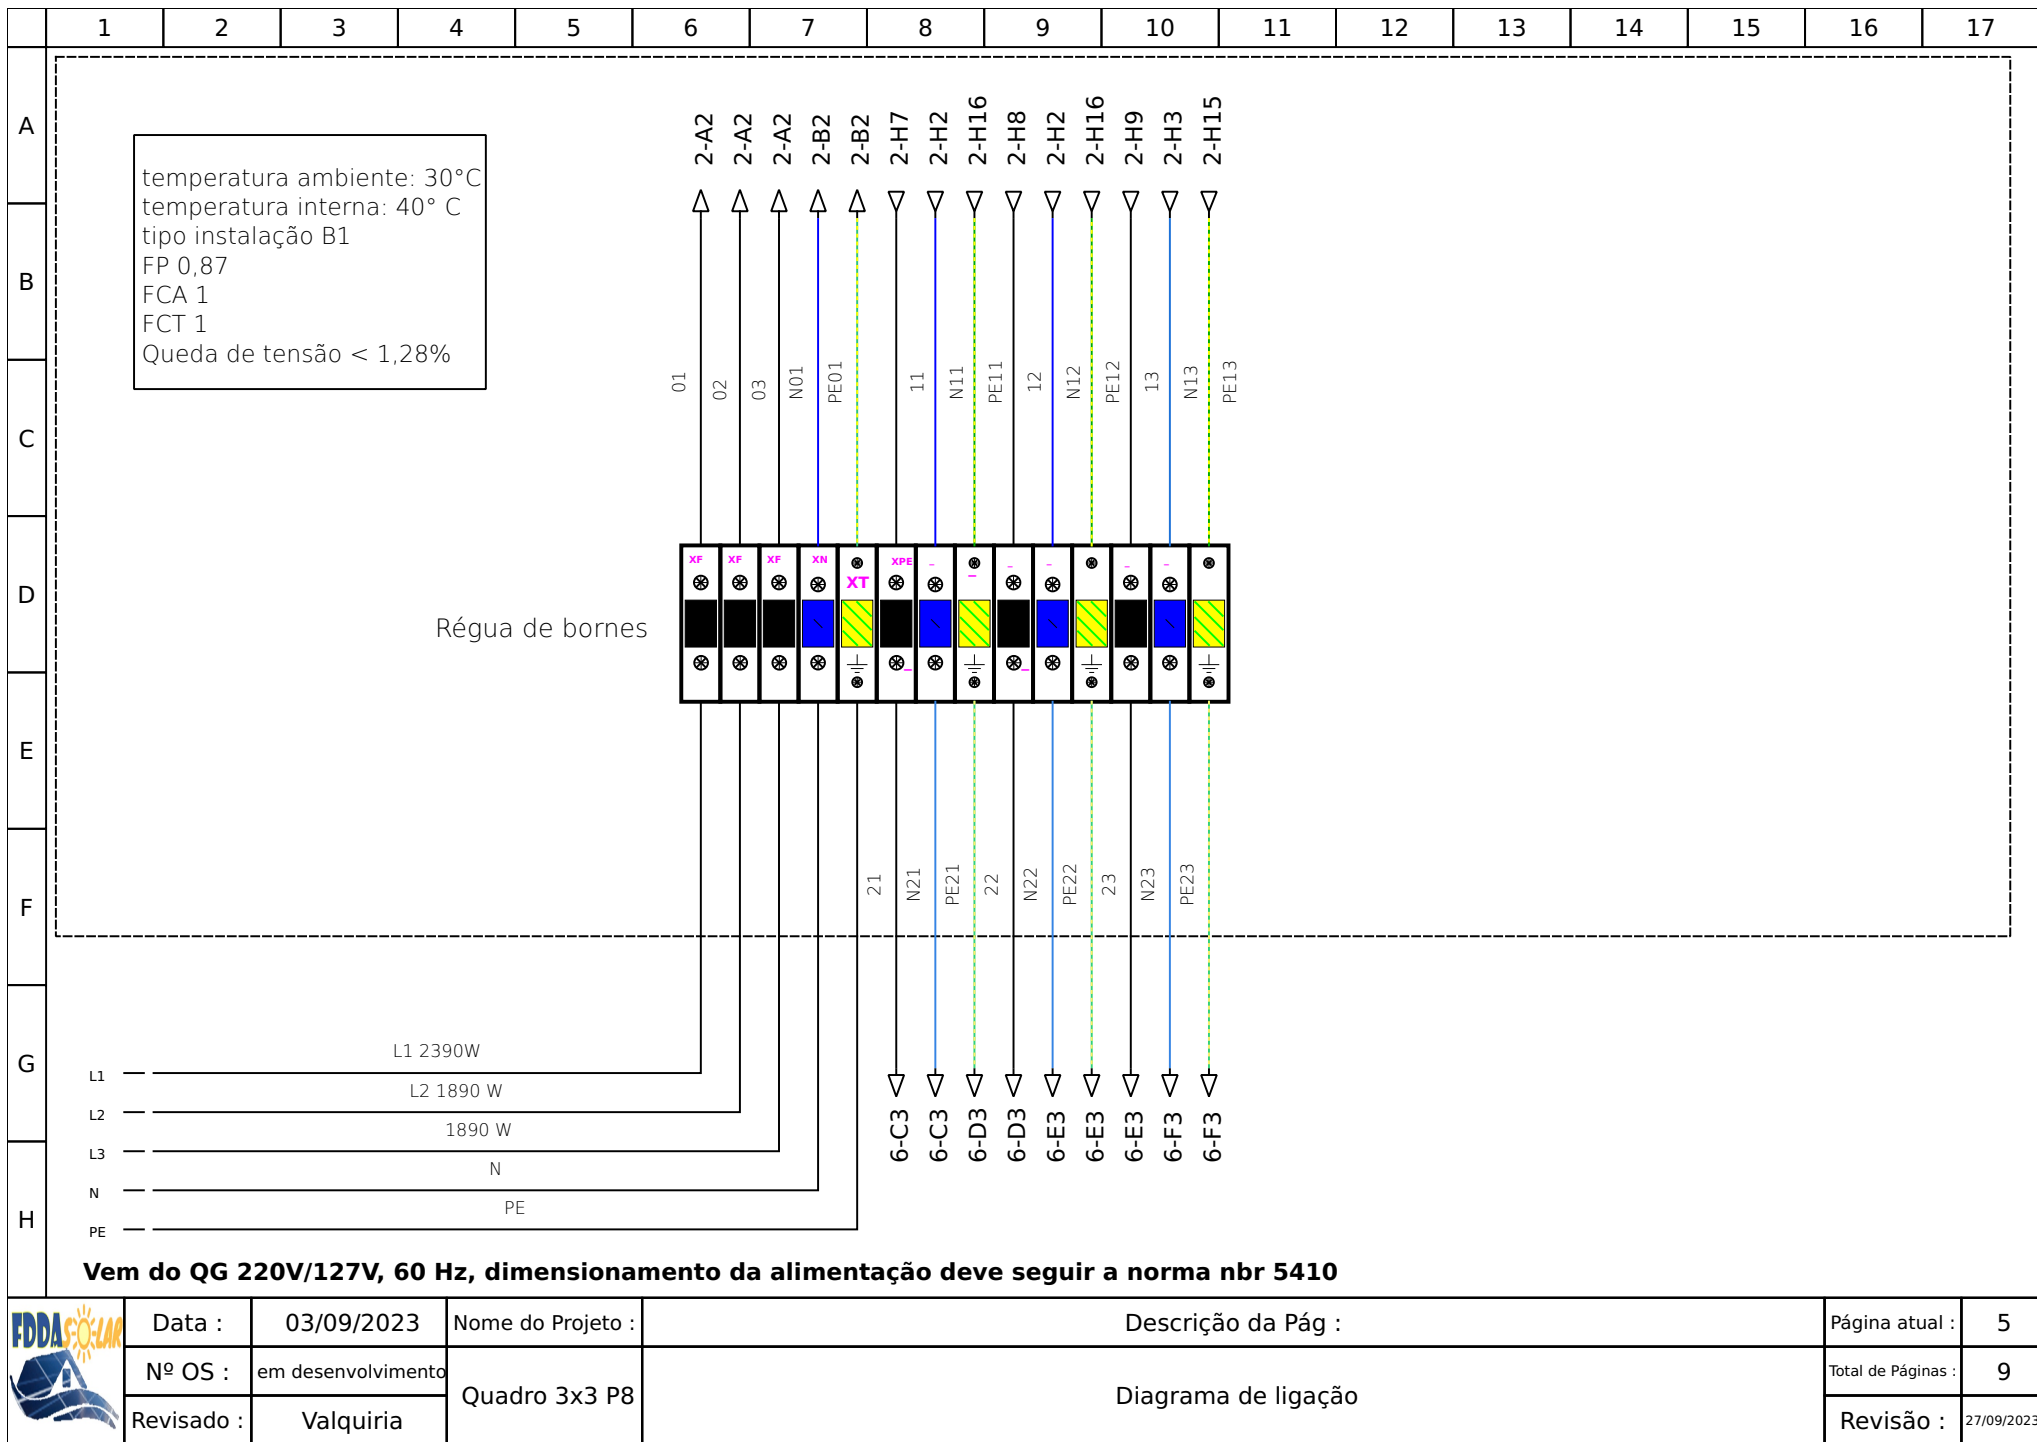 1 2 3 4 5 6 7 8 9 10 11 12 13 14 15 16 17
A
B
C
D
E
F
G
H
temperatura ambiente: 30°C
temperatura interna: 40° C
tipo instalação B1
FP 0,87
FCA 1
FCT 1
Queda de tensão < 1,28%
2-A2 2-A2 2-A2 2-B2 2-B2 2-H7 2-H2 2-H16 2-H8 2-H2 2-H16 2-H9 2-H3 2-H15
01 02 03 N01 PE01 11 N11 PE11 12 N12 PE12 13 N13 PE13
XF XF XF XN XT XPE
Régua de bornes
21 N21 PE21 22 N22 PE22 23 N23 PE23
6-C3 6-C3 6-D3 6-D3 6-E3 6-E3 6-E3 6-F3 6-F3
L1 L1 2390W
L2 L2 1890 W
L3 1890 W
N N
PE PE
Vem do QG 220V/127V, 60 Hz, dimensionamento da alimentação deve seguir a norma nbr 5410
FDDA SOLAR
Data : 03/09/2023 Nome do Projeto : Descrição da Pág : Página atual : 5
Nº OS : em desenvolvimento Quadro 3x3 P8 Diagrama de ligação Total de Páginas : 9
Revisado : Valquiria Revisão : 27/09/2023